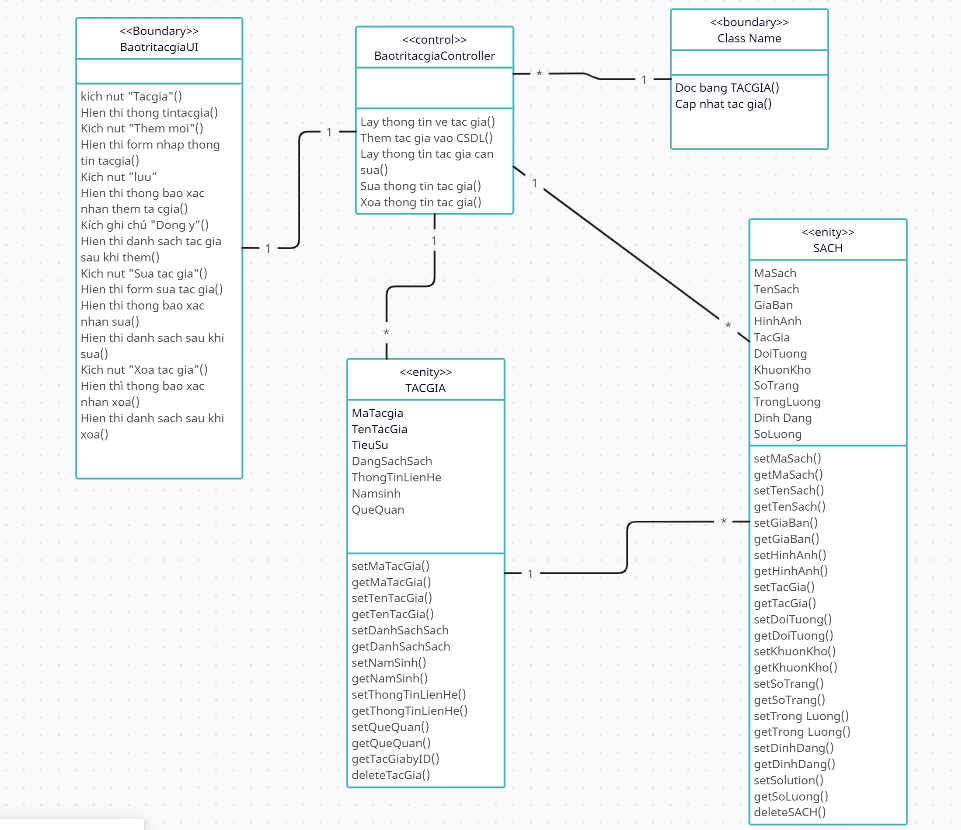 <<Boundary>>
BaotritacgiaUI
kich nut "Tacgia"()
Hien thi thong tintacgia()
Kich nut "Them moi"()
Hien thi form nhap thong
tin tacgia()
Kich nut “luu”
Hien thi thong bao xac
nhan them ta cgia()
Kích ghi chú "Dong y"()
Hien thi danh sach tac gia
sau khi them()
Kich nut "Sua tac gia"()
Hien thi form sua tac gia()
Hien thi thong bao xac
nhan sua()
Hien thi danh sach sau khi
sua()
Kich nut "Xoa tac gia"()
Hien thì thong bao xac
nhan xoa()
Hien thi danh sach sau khi
xoa()
1
1
<<control>>
BaotritacgiaController
Lay thong tin ve tac gia()
Them tac gia vao CSDL()
Lay thong tin tac gia can
sua()
Sua thong tin tac gia()
Xoa thong tin tac gia()
*
1
<<boundary>>
Class Name
Doc bang TACGIA()
Cap nhat tac gia()
1
*
1
*
<<enity>>
TACGIA
MaTacgia
TenTacGia
TieuSu
DangSachSach
ThongTinLienHe
Namsinh
QueQuan
setMaTacGia()
getMaTacGia()
setTenTacGia()
getTenTacGia()
setDanhSachSach
getDanhSachSach
setNamSinh()
getNamSinh()
setThongTinLienHe()
getThongTinLienHe()
setQueQuan()
getQueQuan()
getTacGiabyID()
deleteTacGia()
1
*
<<enity>>
SACH
MaSach
TenSach
GiaBan
HinhAnh
TacGia
DoiTuong
KhuonKho
SoTrang
TrongLuong
Dinh Dang
SoLuong
setMaSach()
getMaSach()
setTenSach()
getTenSach()
setGiaBan()
getGiaBan()
setHinhAnh()
getHinhAnh()
setTacGia()
getTacGia()
setDoiTuong()
getDoiTuong()
setKhuonKho()
getKhuonKho()
setSoTrang()
getSoTrang()
setTrong Luong()
getTrong Luong()
setDinhDang()
getDinhDang()
setSolution()
getSoLuong()
deleteSACH()